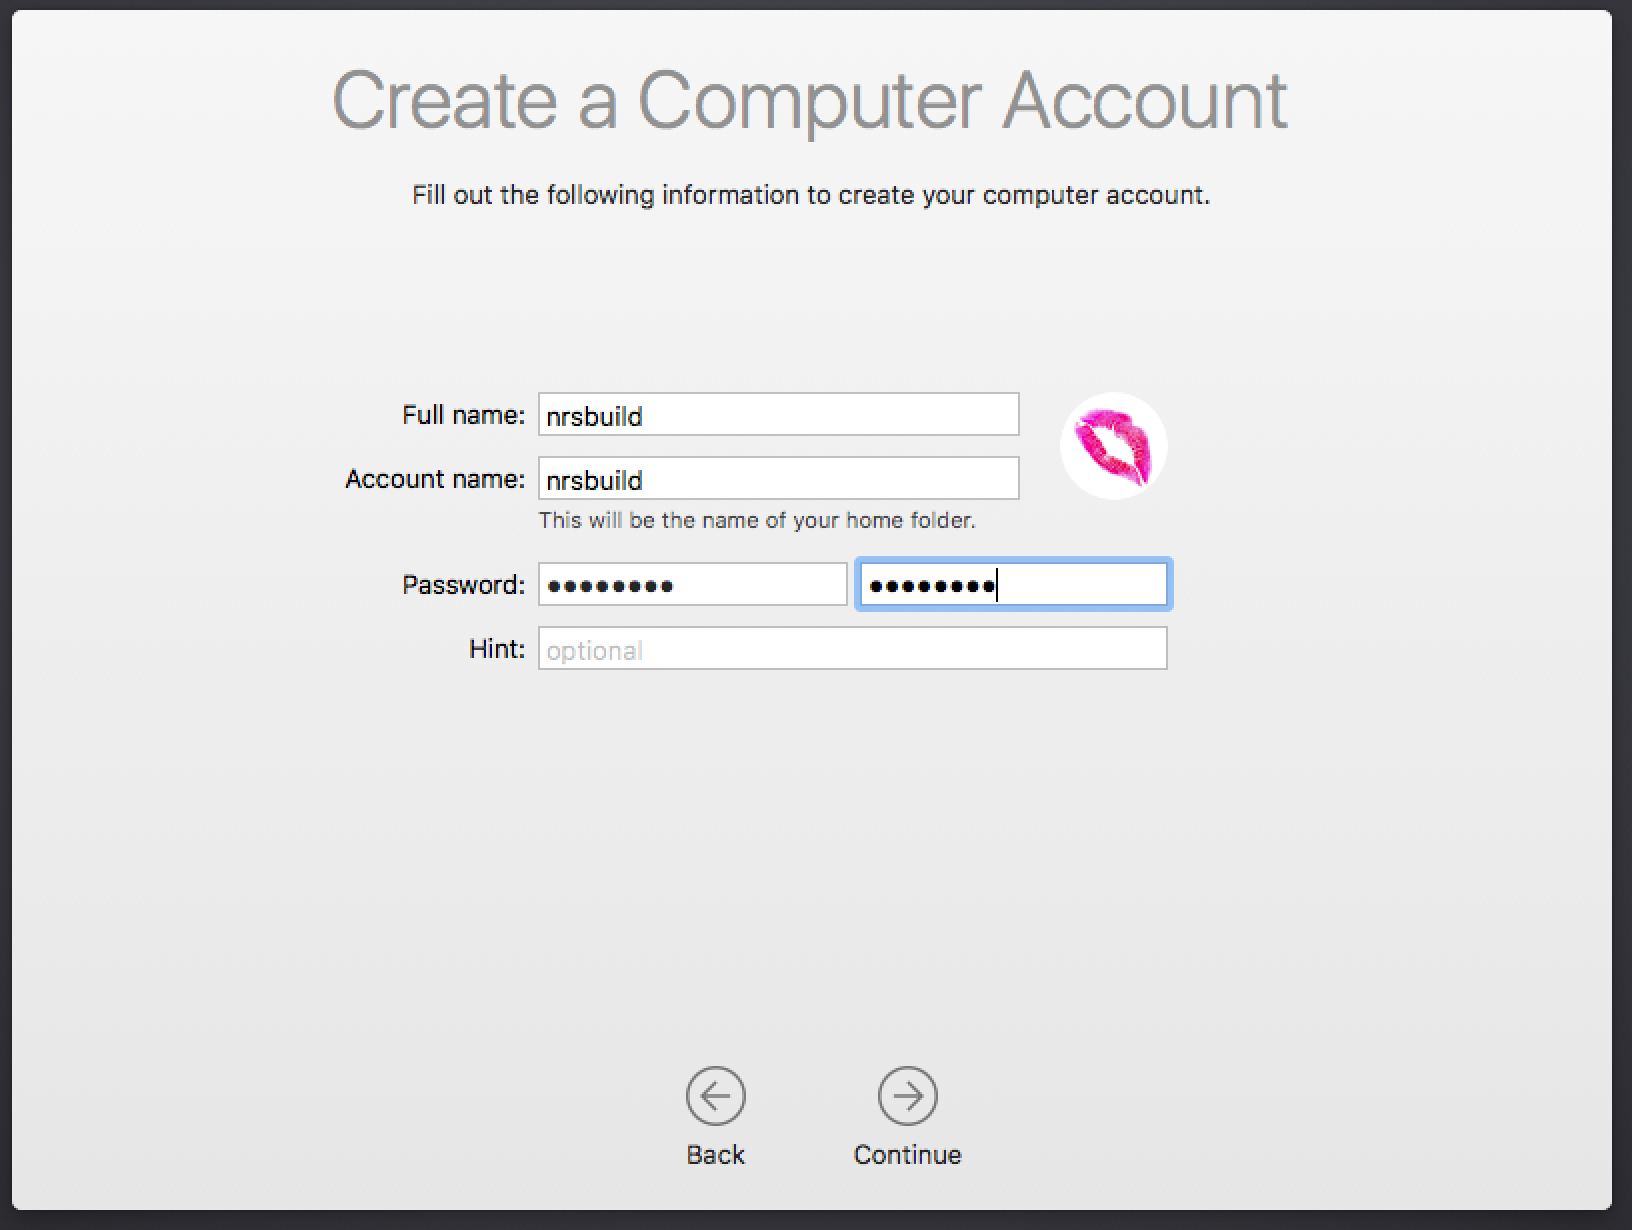 Create a Computer Account
Fill out the following information to create your computer account.
Full name: nrsbuild
Account name: nrsbuild
This will be the name of your home folder.
Password: •••••••• ••••••••
Hint: optional
Back Continue